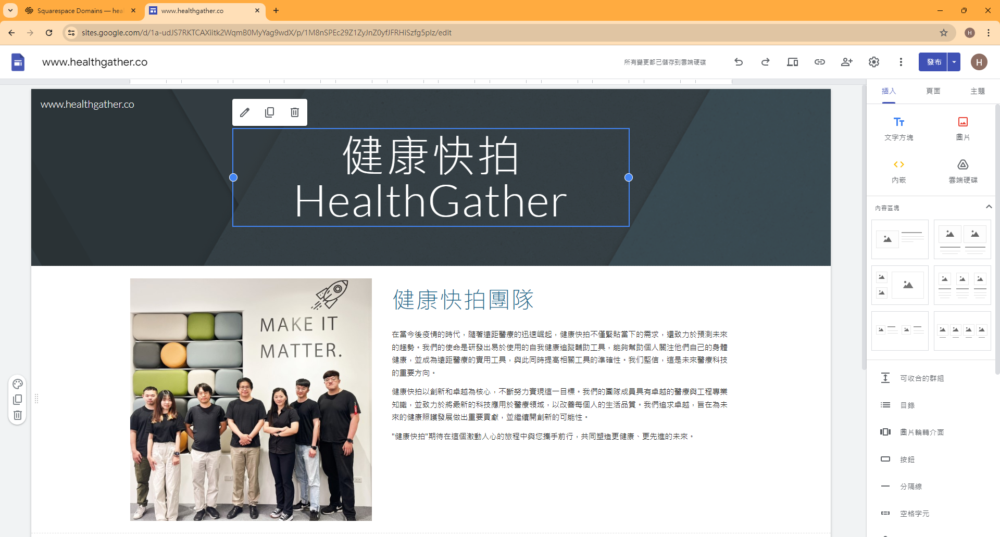 Squarespace Domains — hea
www.healthgather.co
sites.google.com/d/1a-udJS7RKTCAXiitk2WqmB0MyYag9wdX/p/1M8nSPEc29Z1ZyJnZ0yfJFRHiSzfg5plz/edit
H
www.healthgather.co
所有變更都已儲存到雲端硬碟
發布
H
www.healthgather.co
健康快拍
HealthGather
MAKE IT
MATTER.
健康快拍團隊
在當今後疫情的時代，隨著遠距醫療的迅速崛起，健康快拍不僅緊貼當下的需求，還致力於預測未來
的趨勢。我們的使命是研發出易於使用的自我健康追蹤輔助工具，能夠幫助個人關注他們自己的身體
健康，並成為遠距醫療的實用工具，與此同時提高相關工具的準確性。我们堅信，這是未來醫療科技
的重要方向。
健康快拍以創新和卓越為核心，不斷努力實現這一目標。我們的團隊成員具有卓越的醫療與工程專業
知識，並致力於將最新的科技應用於醫療領域，以改善每個人的生活品質。我們追求卓越，旨在為未
來的健康照護發展做出重要貢獻，並繼續開創新的可能性。
"健康快拍"期待在這個激動人心的旅程中與您攜手前行，共同塑造更健康、更先進的未來。
插入
頁面
主題
文字方塊
圖片
內嵌
雲端硬碟
內容區塊
可收合的群組
目錄
圖片輪轉介面
按鈕
分隔線
空格字元